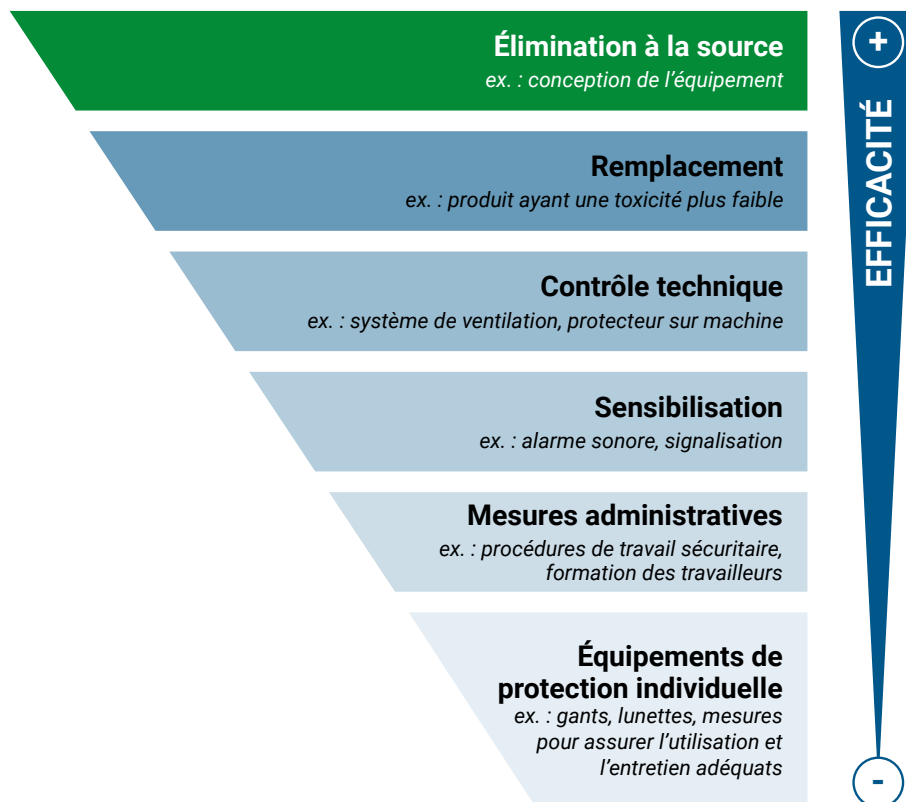 Élimination à la source
ex. : conception de l'équipement
Remplacement
ex. : produit ayant une toxicité plus faible
Contrôle technique
ex. : système de ventilation, protecteur sur machine
Sensibilisation
ex. : alarme sonore, signalisation
Mesures administratives
ex. : procédures de travail sécuritaire,
formation des travailleurs
Équipements de
protection individuelle
ex. : gants, lunettes, mesures
pour assurer l'utilisation et
l'entretien adéquats
+
EFFICACITÉ
-